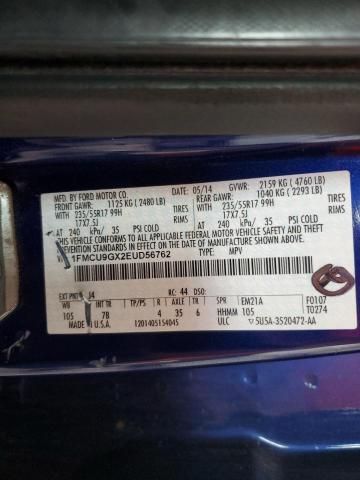 MFD. BY FORD MOTOR CO.
DATE: 05/14 GVWR: 2159 KG ( 4760 LB)
FRONT GAWR: 1125 KG ( 2480 LB) REAR GAWR: 1040 KG ( 2293 LB)
235/55R17 99H TIRES 235/55R17 99H TIRES
17X7.5J RIMS 17X7.5J RIMS
AT 240 kPa/ 35 PSI COLD AT 240 kPa/ 35 PSI COLD
THIS VEHICLE CONFORMS TO ALL APPLICABLE FEDERAL MOTOR VEHICLE SAFETY AND THEFT PREVENTION
STANDARDS IN EFFECT ON THE DATE OF MANUFACTURE SHOWN ABOVE.
1FMCU9GX2EUD56762 TYPE: MPV
EXT PNT: J4 RC: 44 DSO:
WB INT TR TP/PS R AXLE TR SPR EM21A F0107
105 7B 4 35 6 HHMM 105 T0274
MADE IN U.S.A. 1201405154045 ULC 5U5A-3520472-AA